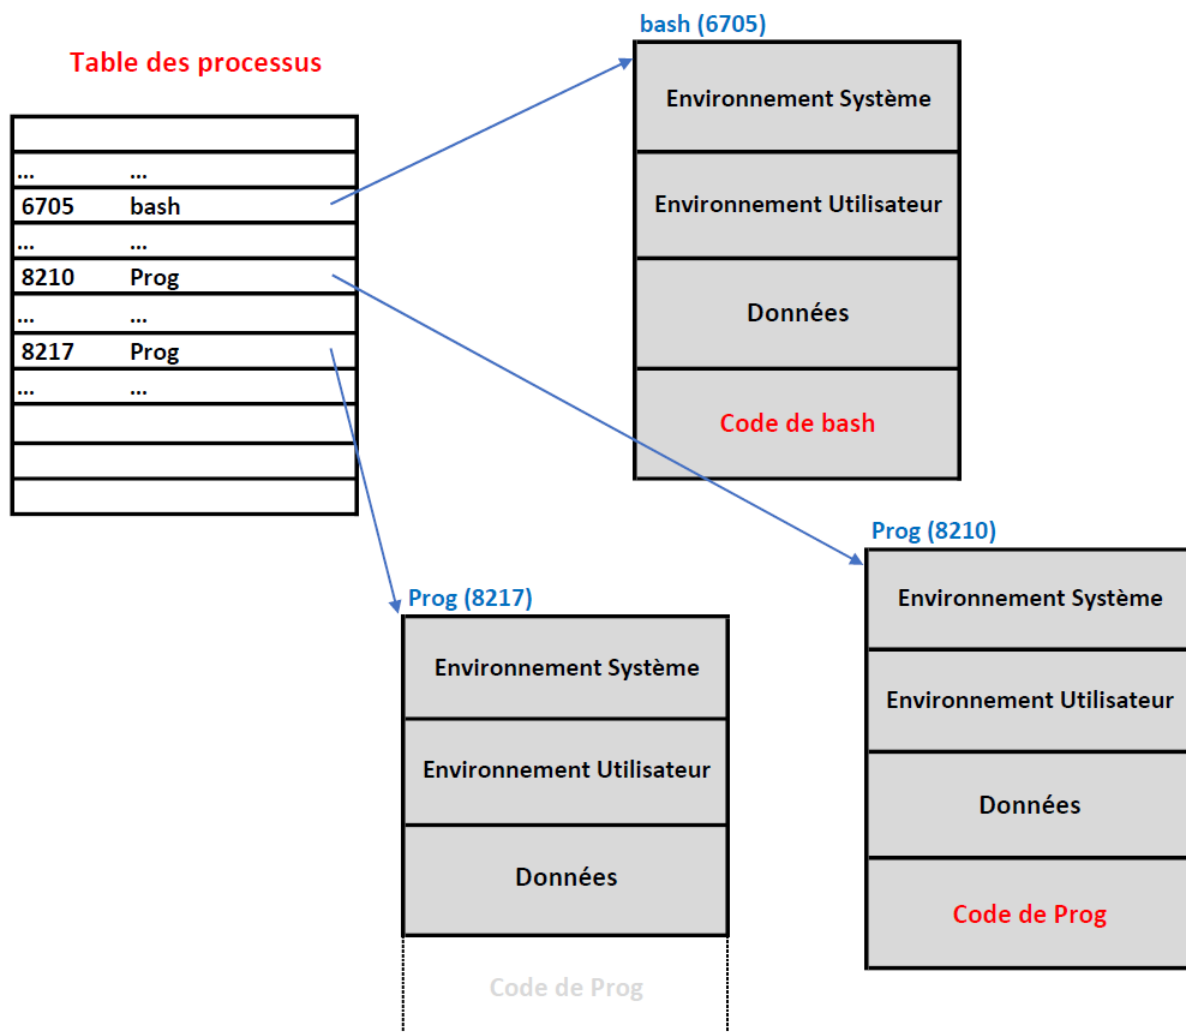 Table des processus
... ...
6705 bash
... ...
8210 Prog
... ...
8217 Prog
... ...
bash (6705)
Environnement Système
Environnement Utilisateur
Données
Code de bash
Prog (8217)
Environnement Système
Environnement Utilisateur
Données
Code de Prog
Prog (8210)
Environnement Système
Environnement Utilisateur
Données
Code de Prog